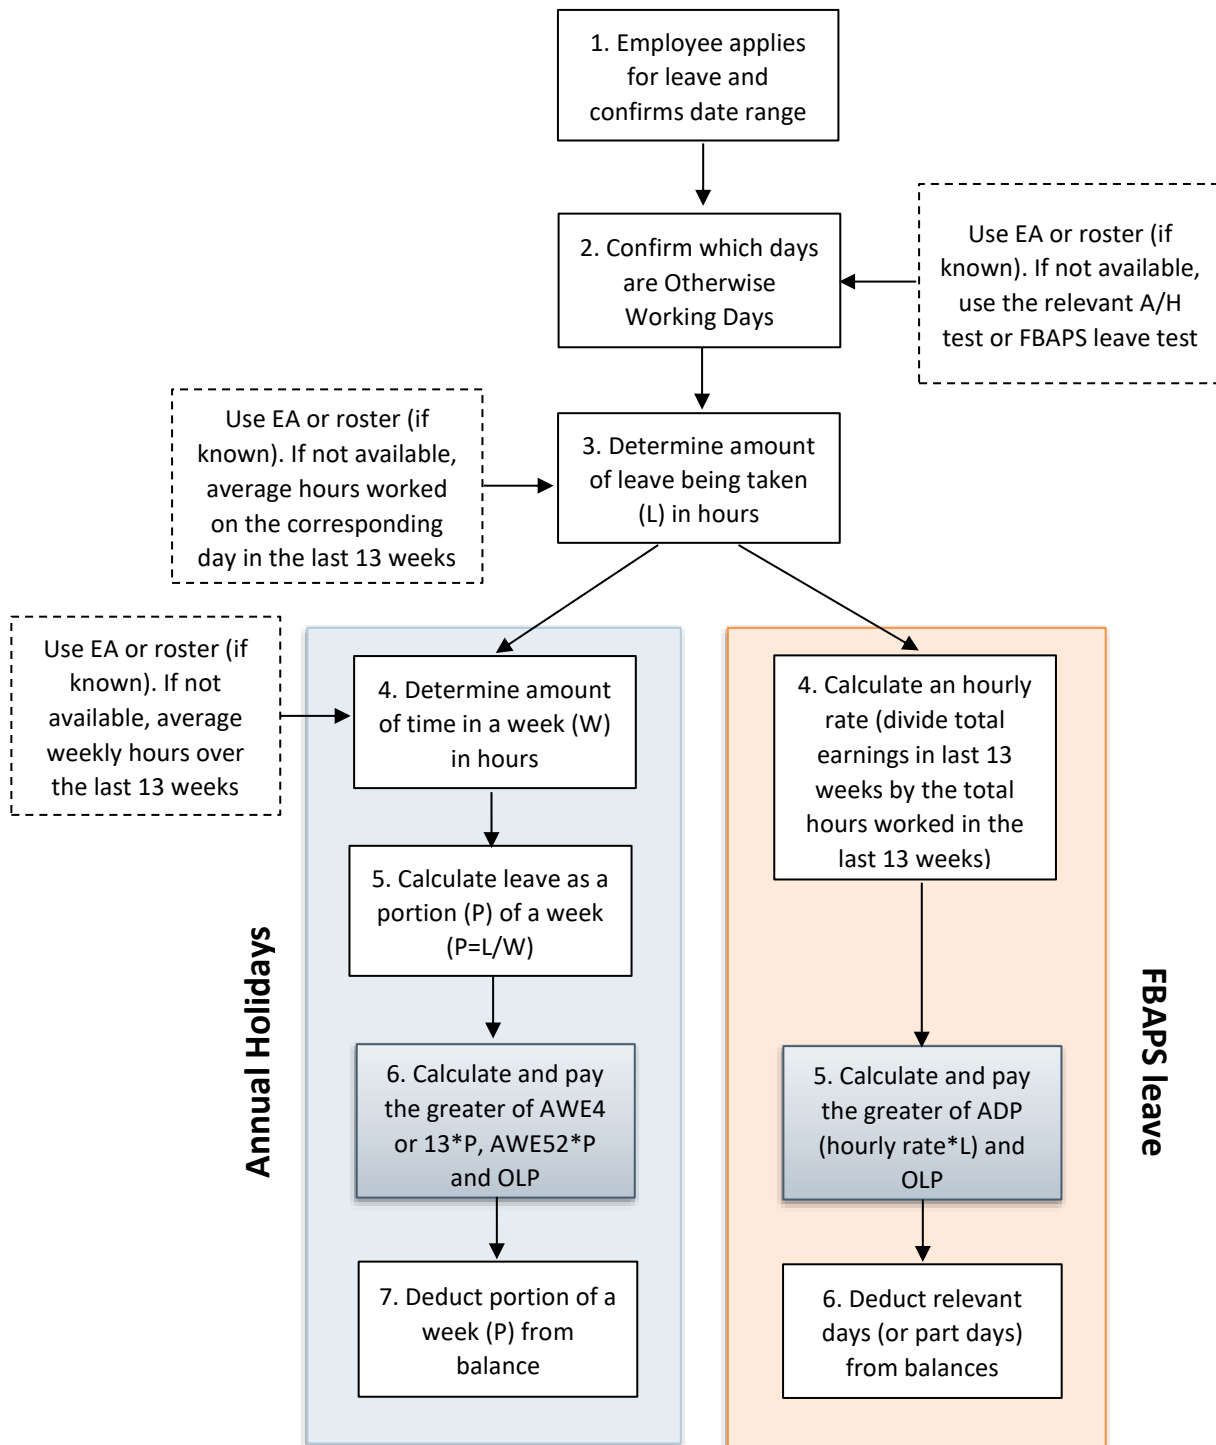 1. Employee applies
for leave and
confirms date range
2. Confirm which days
are Otherwise
Working Days
Use EA or roster (if
known). If not available,
use the relevant A/H
test or FBAPS leave test
Use EA or roster (if
known). If not available,
average hours worked
on the corresponding
day in the last 13 weeks
3. Determine amount
of leave being taken
(L) in hours
Use EA or roster (if
known). If not
available, average
weekly hours over
the last 13 weeks
Annual Holidays
4. Determine amount
of time in a week (W)
in hours
5. Calculate leave as a
portion (P) of a week
(P=L/W)
6. Calculate and pay
the greater of AWE4
or 13*P, AWE52*P
and OLP
7. Deduct portion of a
week (P) from
balance
4. Calculate an hourly
rate (divide total
earnings in last 13
weeks by the total
hours worked in the
last 13 weeks)
5. Calculate and pay
the greater of ADP
(hourly rate*L) and
OLP
6. Deduct relevant
days (or part days)
from balances
FBAPS leave